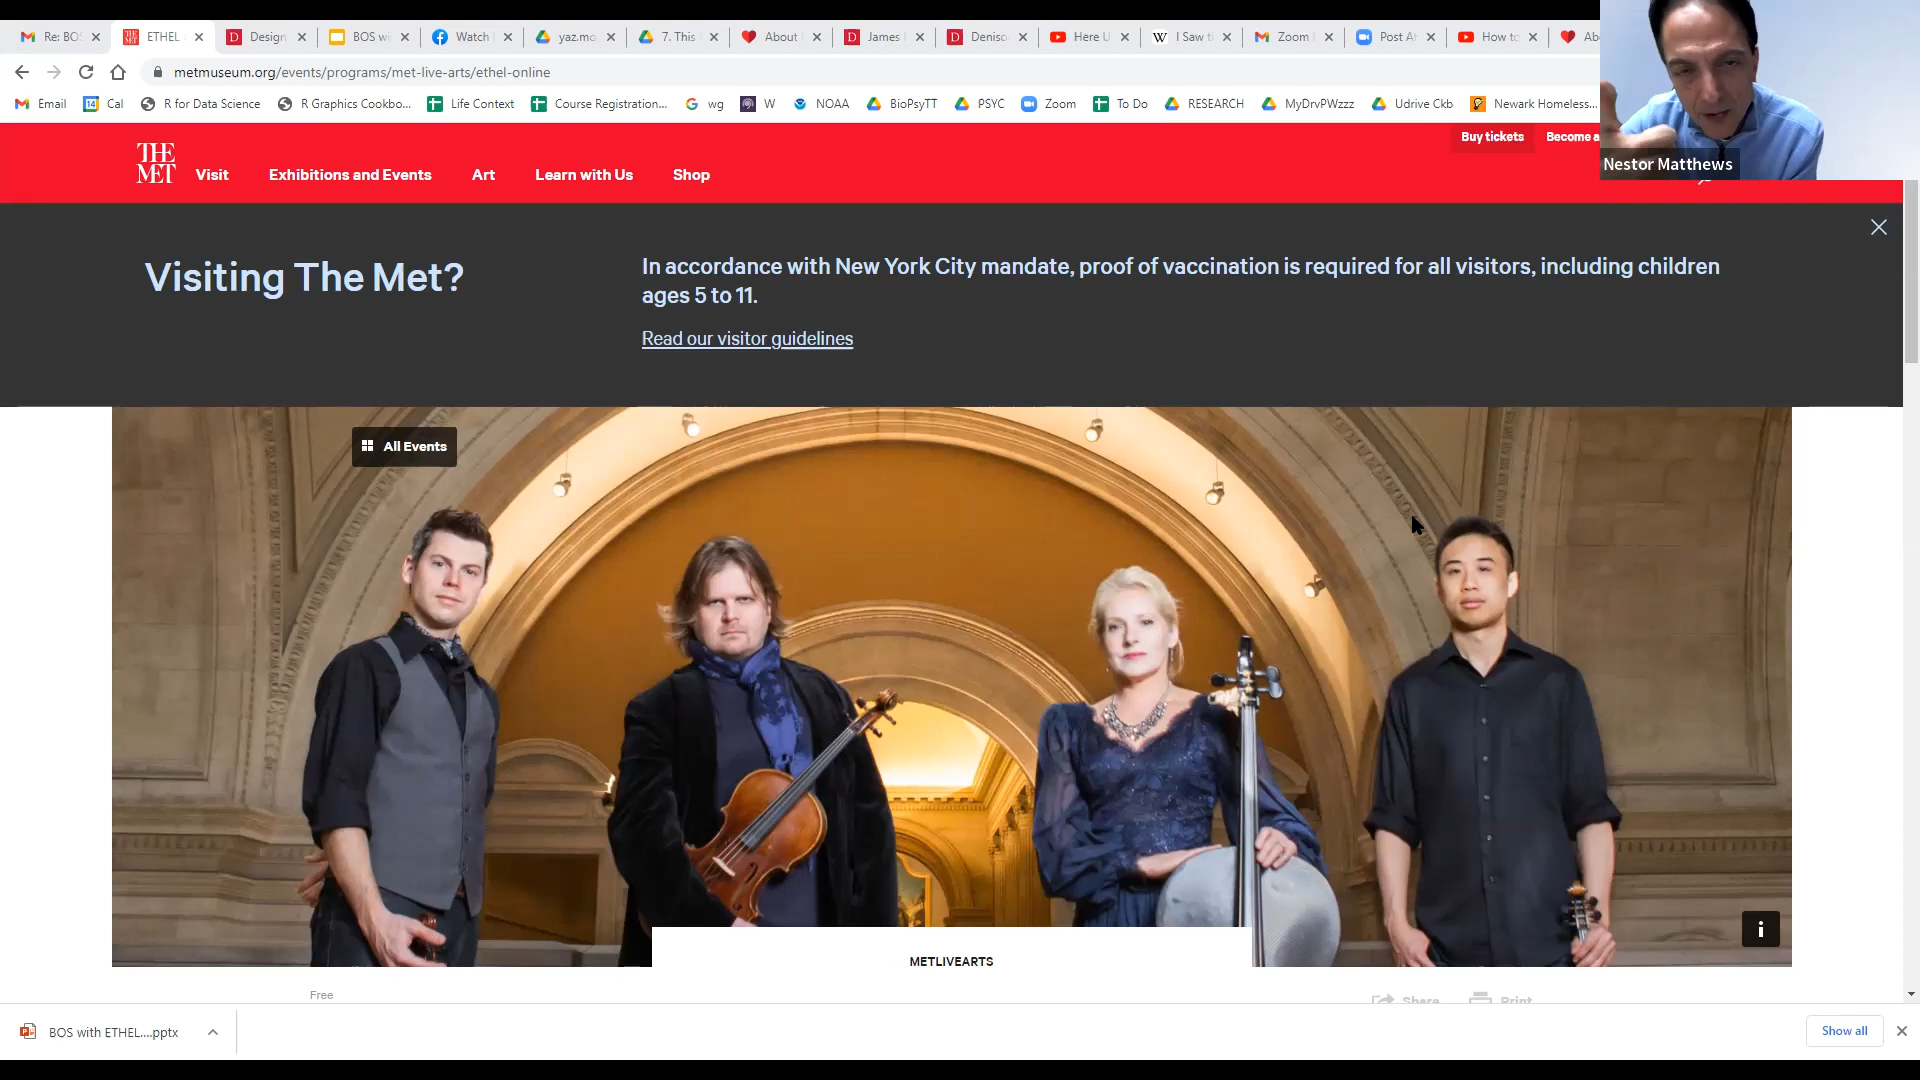 Re: BOS
ETHEL
Design
BOS wi
Watch
yaz.mo
7. This
About
James
Deniso
Here U
I Saw t
Zoom
Post At
How to
Ab
metmuseum.org/events/programs/met-live-arts/ethel-online
Email
14
Cal
R for Data Science
R Graphics Cookbo...
Life Context
Course Registration...
wg
W
NOAA
BioPsyTT
PSYC
Zoom
To Do
RESEARCH
MyDrvPWzzz
Udrive Ckb
Newark Homeless...
Nestor Matthews
Buy tickets
Become a
THE
MET
Visit
Exhibitions and Events
Art
Learn with Us
Shop
Visiting The Met?
In accordance with New York City mandate, proof of vaccination is required for all visitors, including children
ages 5 to 11.
Read our visitor guidelines
All Events
i
METLIVEARTS
Free
Share
Print
BOS with ETHEL....pptx
Show all